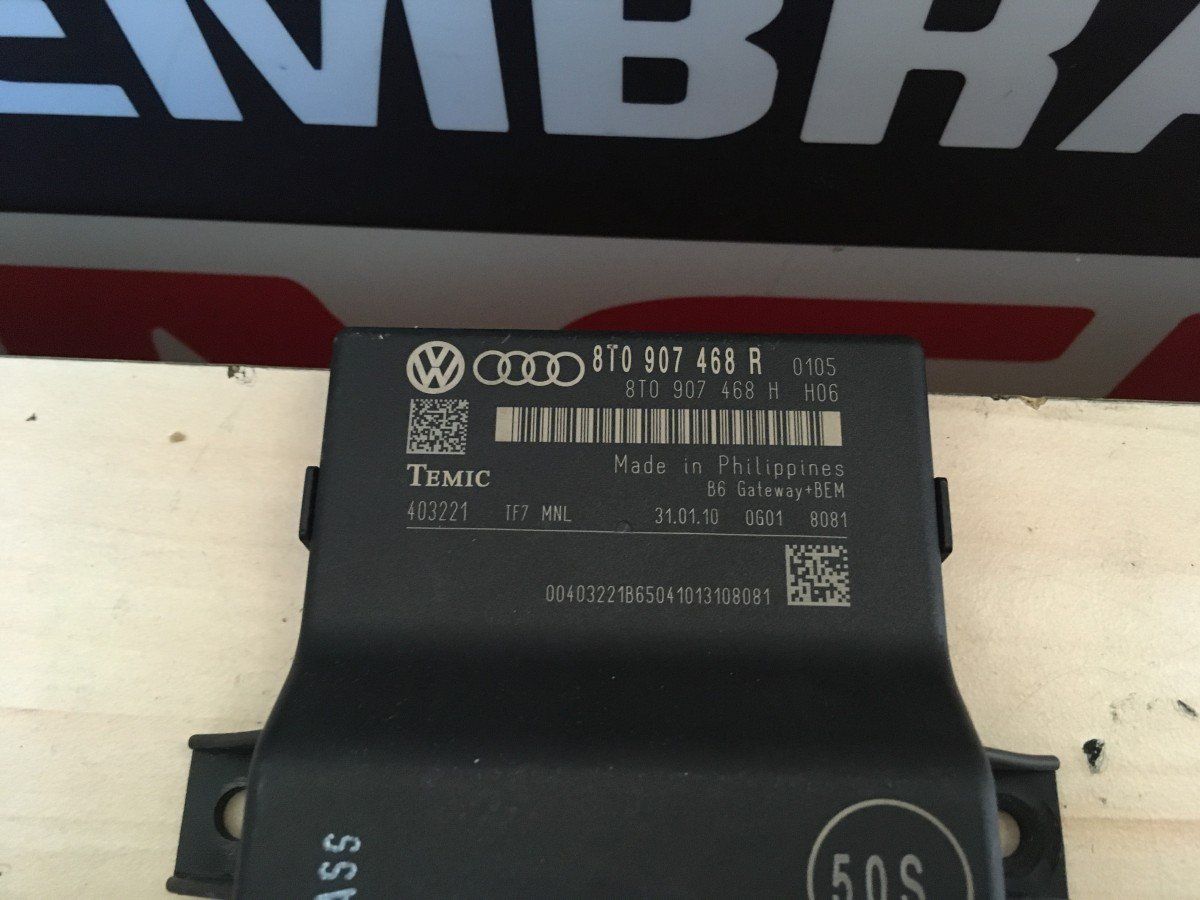 EMBRA
8T0 907 468 R 0105
8T0 907 468 H H06
TEMIC
Made in Philippines
B6 Gateway+BEM
403221 TF7 MNL 31.01.10 0G01 8081
00403221B65041013108081
50S
ASS